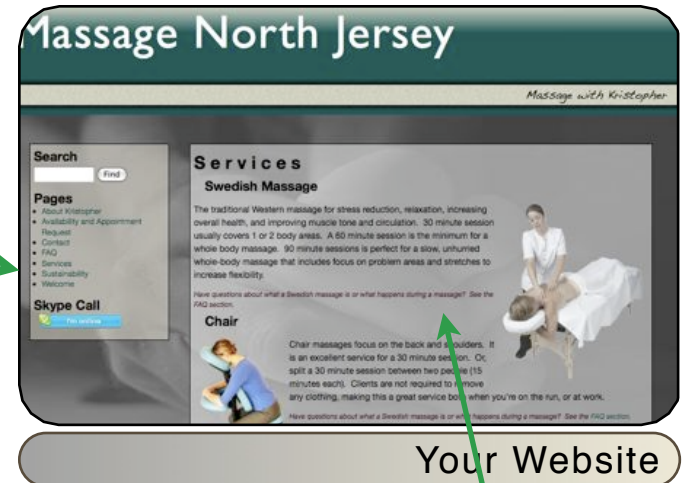 Massage North Jersey
Massage with Kristopher
Search
Find
Pages
About Kristopher
Availability and Appointment
Request
Contact
FAQ
Services
Sustainability
Welcome
Skype Call
I'm online
Services
Swedish Massage
The traditional Western massage for stress reduction, relaxation, increasing
overall health, and improving muscle tone and circulation. 30 minute session
usually covers 1 or 2 body areas. A 60 minute session is the minimum for a
whole body massage. 90 minute sessions is perfect for a slow, unhurried
whole-body massage that includes focus on problem areas and stretches to
increase flexibility.
Have questions about what a Swedish massage is or what happens during a massage? See the
FAQ section.
Chair
Chair massages focus on the back and shoulders. It
is an excellent service for a 30 minute session. Or,
split a 30 minute session between two people (15
minutes each). Clients are not required to remove
any clothing, making this a great service both when you're on the run, or at work.
Have questions about what a Swedish massage is or what happens during a massage? See the FAQ section.
Your Website